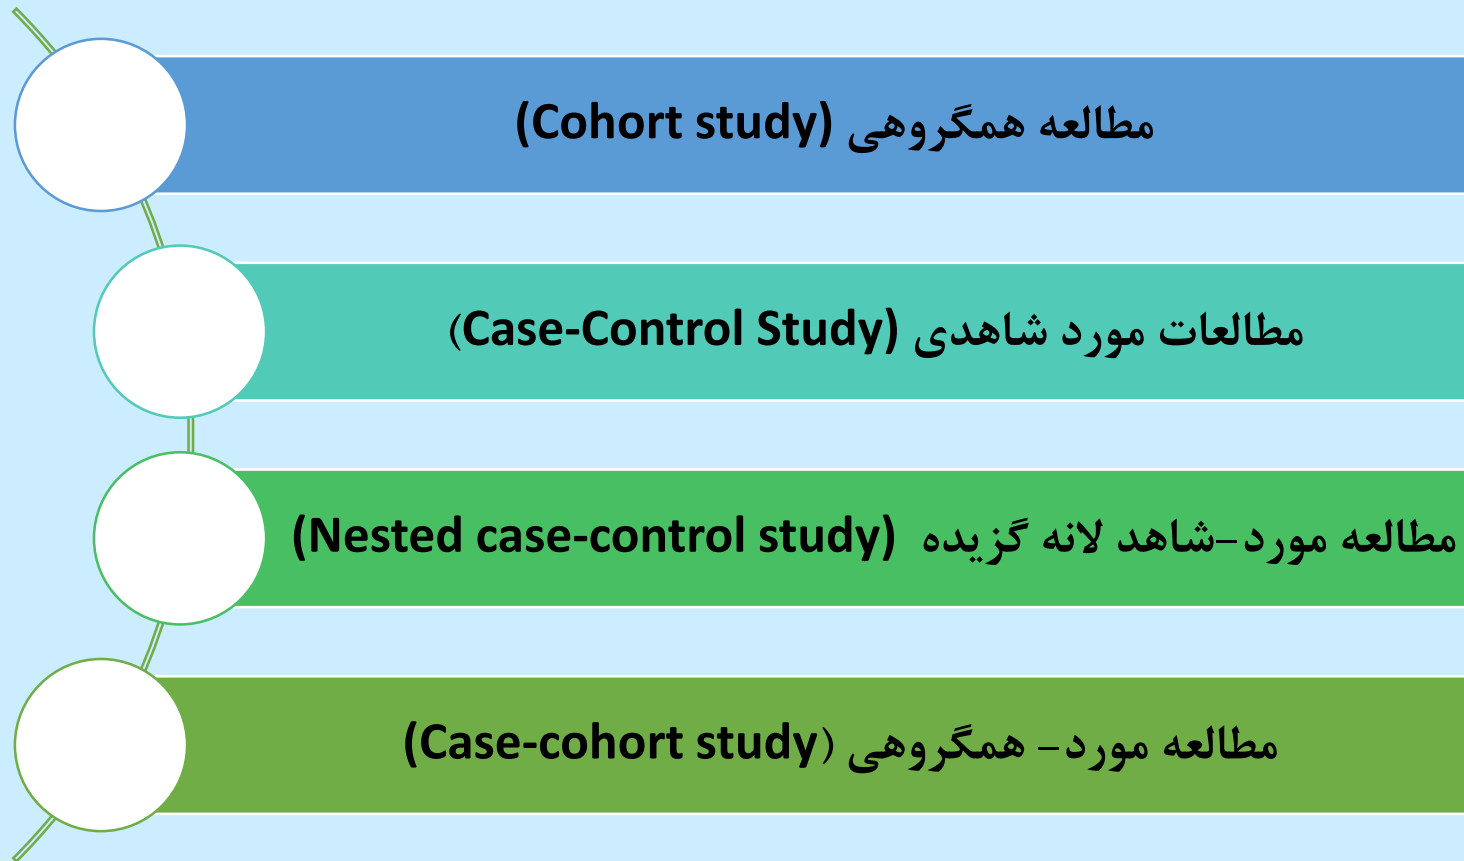 مطالعه همگروهی (Cohort study)
مطالعات مورد شاهدی (Case-Control Study)
مطالعه مورد-شاهد لانه گزیده (Nested case-control study)
مطالعه مورد- همگروهی (Case-cohort study)